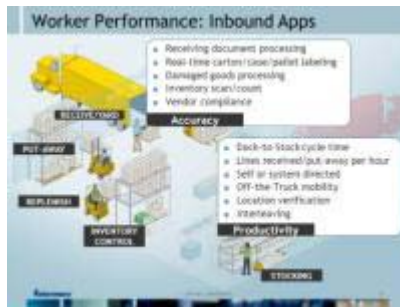 Worker Performance: Inbound Apps
Receiving document processing
Real-time carton/case/pallet labeling
Damaged goods processing
Inventory scan/count
Vendor compliance
RECEIVE/YARD
Accuracy
PUT-AWAY
Dock-to Stock cycle time
Lines received/put-away per hour
Self or system directed
Off-the Truck mobility
Location verification
Interleaving
REPLENISH
INVENTORY
CONTROL
Productivity
STOCKING